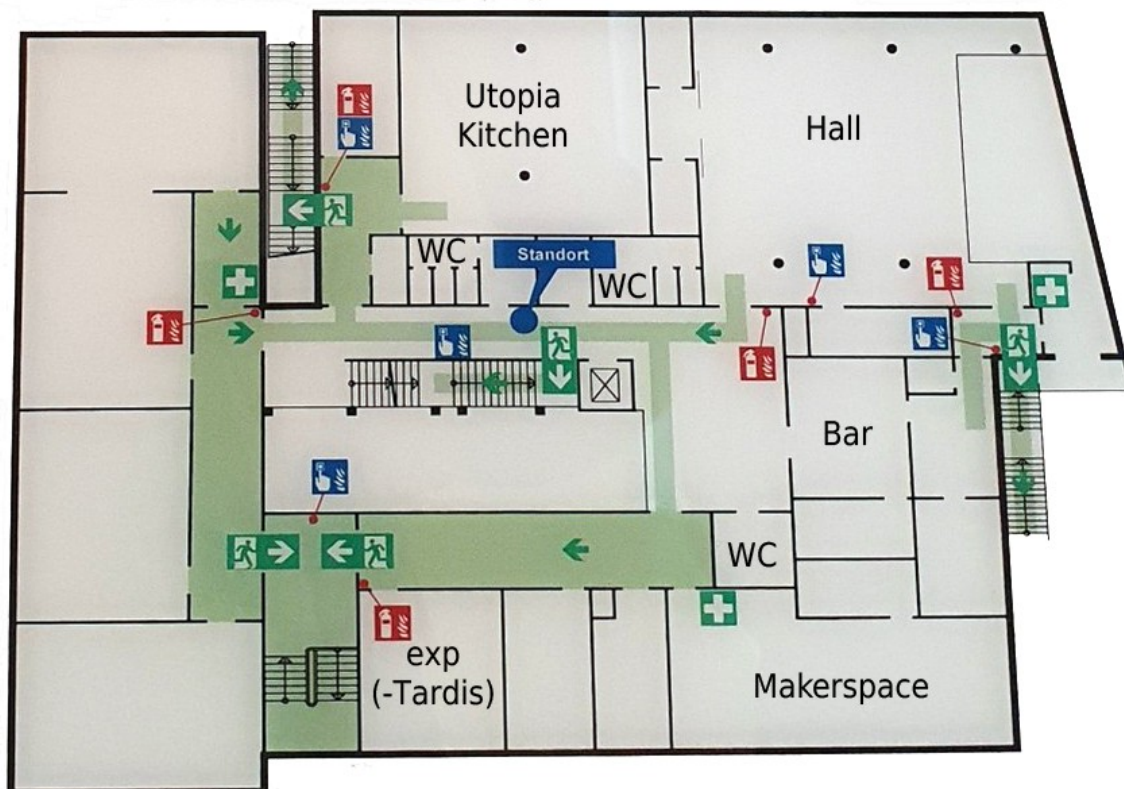 Utopia
Kitchen
Hall
WC
Standort
WC
Bar
WC
exp
(-Tardis)
Makerspace